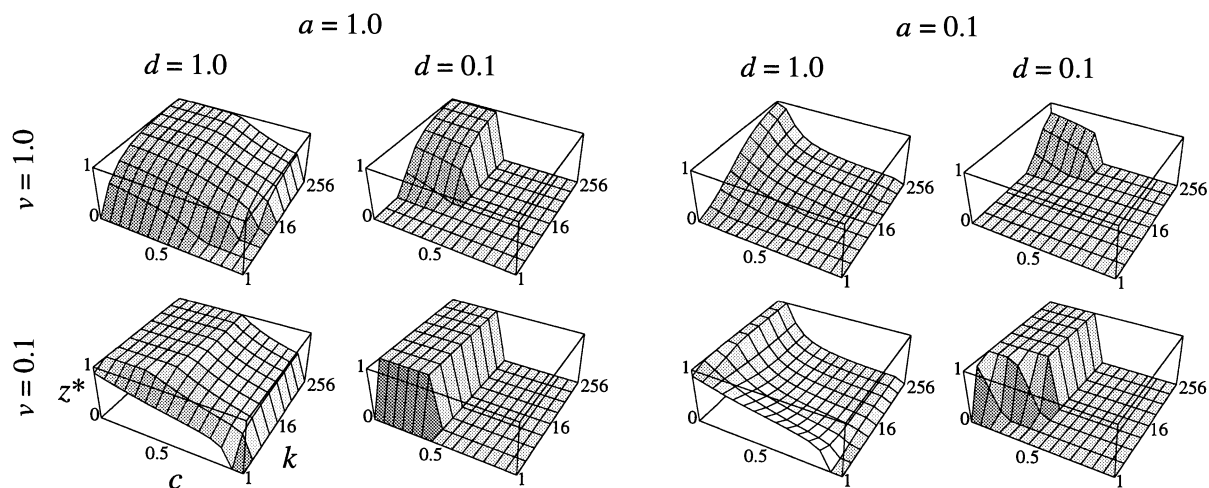 a = 1.0 a = 0.1
d = 1.0 d = 0.1 d = 1.0 d = 0.1
v = 1.0
1 0 0.5 1 16 256
1 0 0.5 1 16 256
1 0 0.5 1 16 256
1 0 0.5 1 16 256
v = 0.1
1 z* 0 0.5 c 1 k 16 256
1 0 0.5 1 16 256
1 0 0.5 1 16 256
1 0 0.5 1 16 256